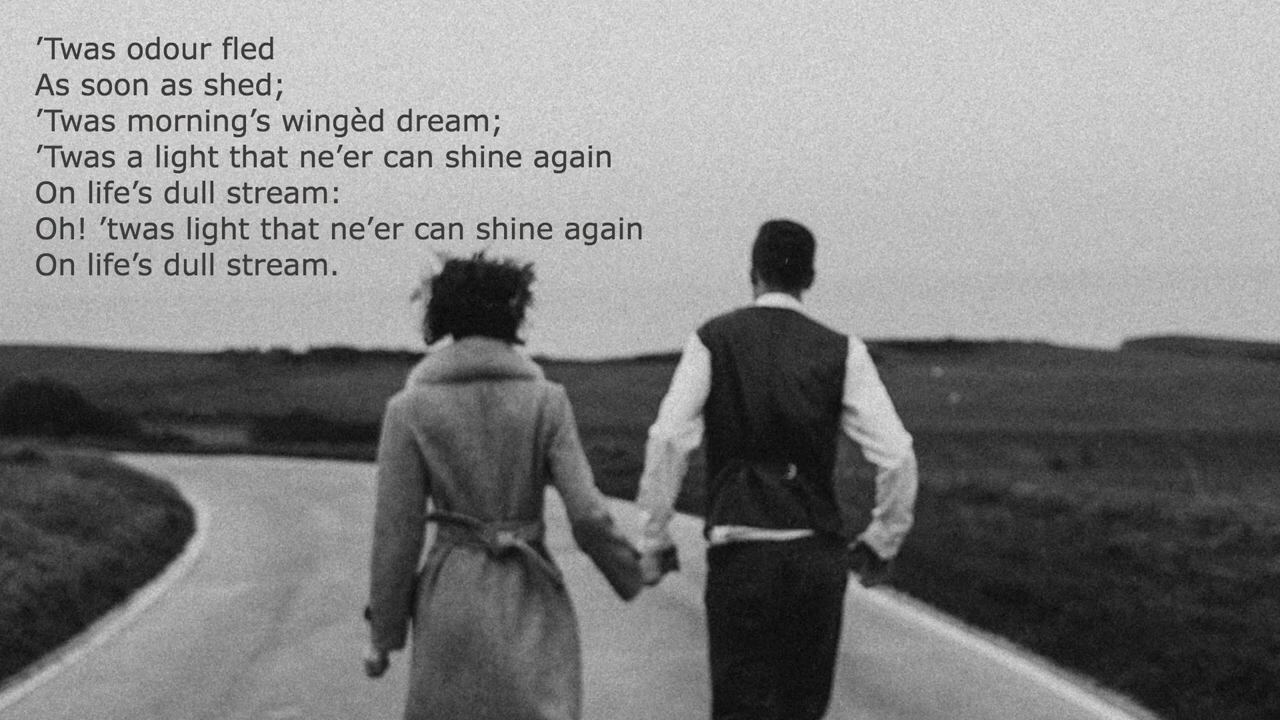 ’Twas odour fled
As soon as shed;
’Twas morning’s wingèd dream;
’Twas a light that ne’er can shine again
On life’s dull stream:
Oh! ’twas light that ne’er can shine again
On life’s dull stream.